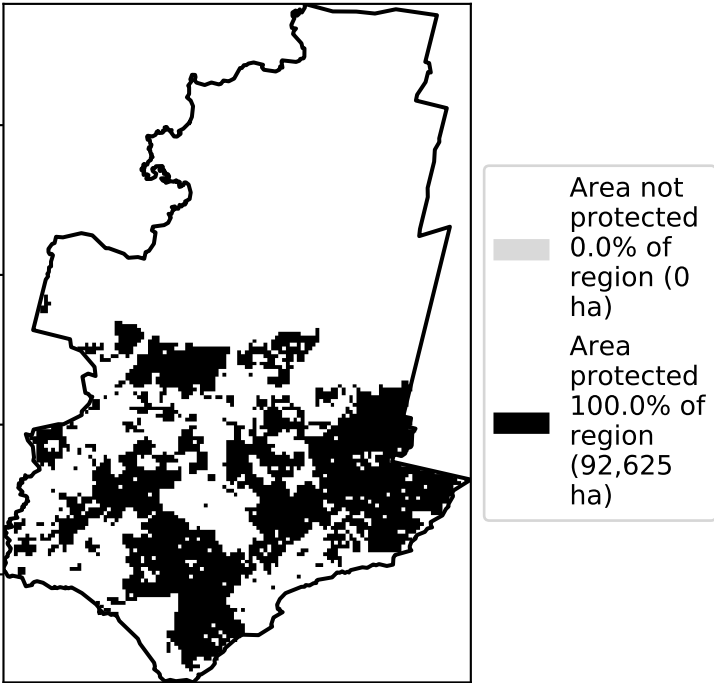 Area not
protected
0.0% of
region (0
ha)
Area
protected
100.0% of
region
(92,625
ha)